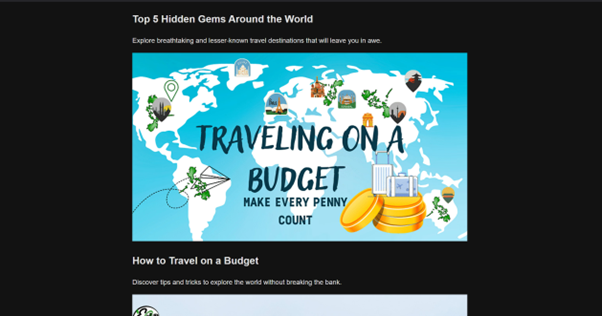 Top 5 Hidden Gems Around the World
Explore breathtaking and lesser-known travel destinations that will leave you in awe.
TRAVELING ON A
BUDGET
MAKE EVERY PENNY
COUNT
How to Travel on a Budget
Discover tips and tricks to explore the world without breaking the bank.